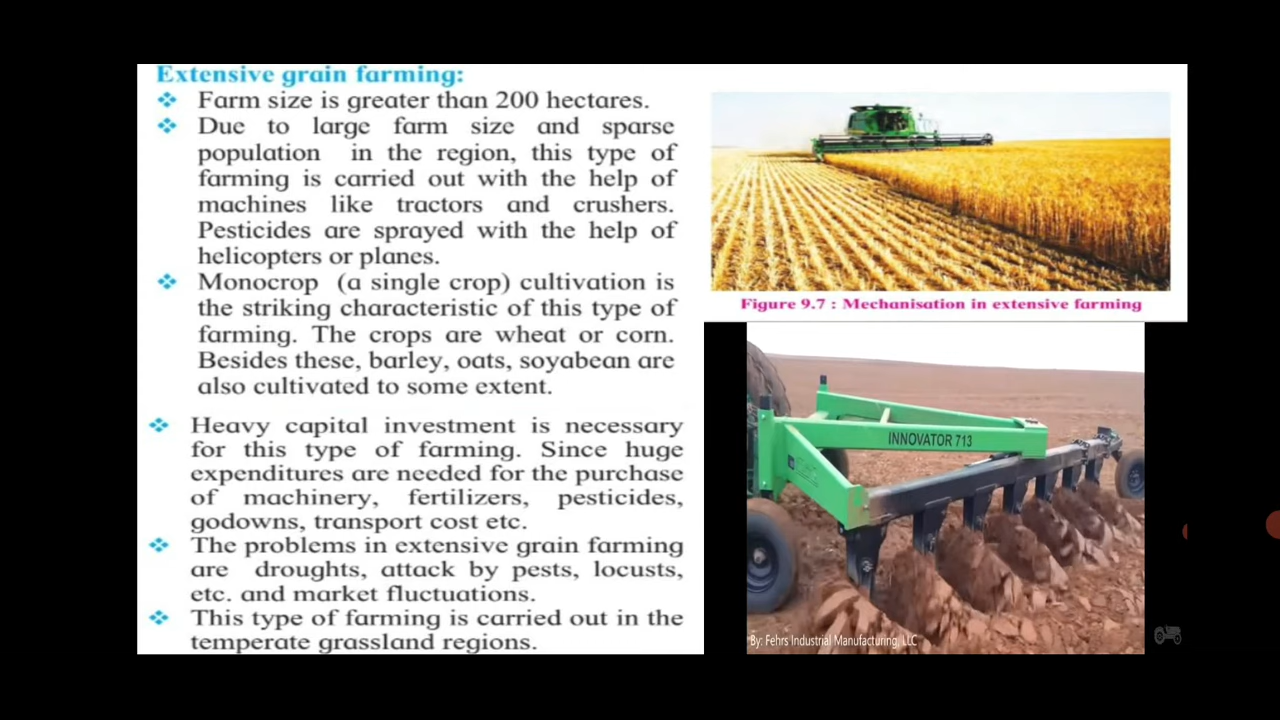 Extensive grain farming:
❖ Farm size is greater than 200 hectares.
❖ Due to large farm size and sparse
population in the region, this type of
farming is carried out with the help of
machines like tractors and crushers.
Pesticides are sprayed with the help of
helicopters or planes.
❖ Monocrop (a single crop) cultivation is
the striking characteristic of this type of
farming. The crops are wheat or corn.
Besides these, barley, oats, soyabean are
also cultivated to some extent.
❖ Heavy capital investment is necessary
for this type of farming. Since huge
expenditures are needed for the purchase
of machinery, fertilizers, pesticides,
godowns, transport cost etc.
❖ The problems in extensive grain farming
are droughts, attack by pests, locusts,
etc. and market fluctuations.
❖ This type of farming is carried out in the
temperate grassland regions.
Figure 9.7 : Mechanisation in extensive farming
INNOVATOR 713
By: Fehrs Industrial Manufacturing, LLC